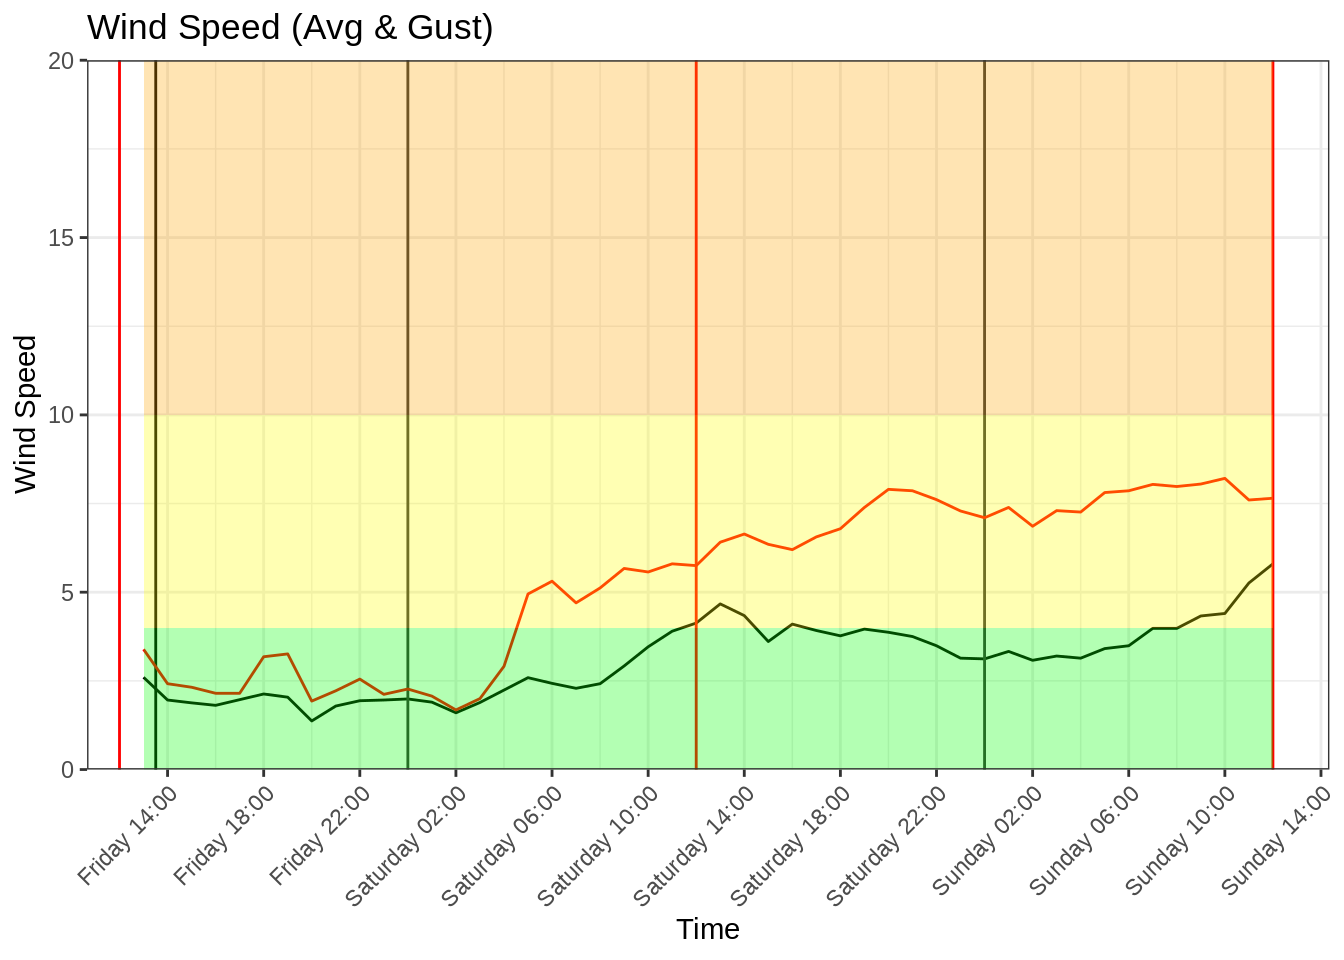 Wind Speed (Avg & Gust)
20
15
10
5
0
Wind Speed
Friday 14:00
Friday 18:00
Friday 22:00
Saturday 02:00
Saturday 06:00
Saturday 10:00
Saturday 14:00
Saturday 18:00
Saturday 22:00
Sunday 02:00
Sunday 06:00
Sunday 10:00
Sunday 14:00
Time